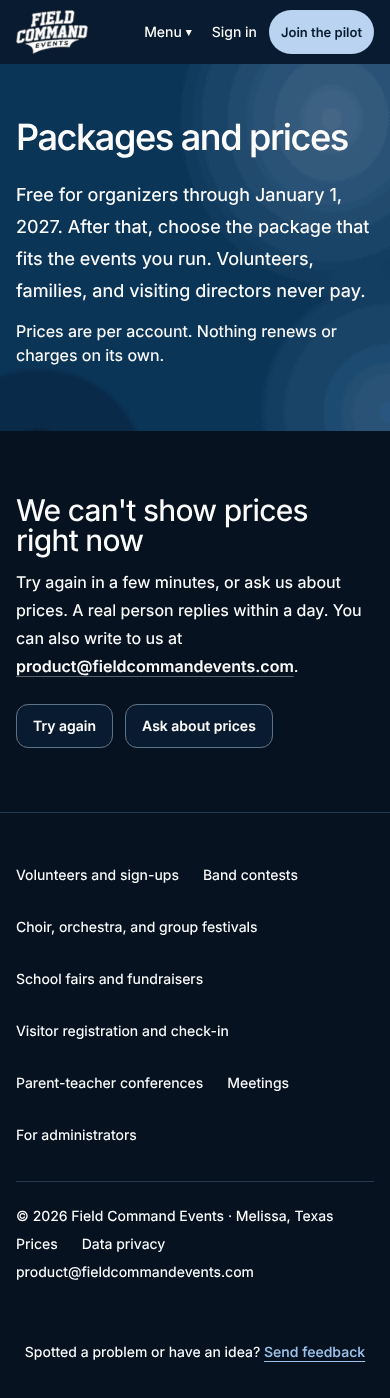 FIELD
COMMAND
EVENTS
Menu ▾ Sign in Join the pilot
Packages and prices
Free for organizers through January 1,
2027. After that, choose the package that
fits the events you run. Volunteers,
families, and visiting directors never pay.
Prices are per account. Nothing renews or
charges on its own.
We can't show prices
right now
Try again in a few minutes, or ask us about
prices. A real person replies within a day. You
can also write to us at
product@fieldcommandevents.com.
Try again Ask about prices
Volunteers and sign-ups Band contests
Choir, orchestra, and group festivals
School fairs and fundraisers
Visitor registration and check-in
Parent-teacher conferences Meetings
For administrators
© 2026 Field Command Events · Melissa, Texas
Prices Data privacy
product@fieldcommandevents.com
Spotted a problem or have an idea? Send feedback